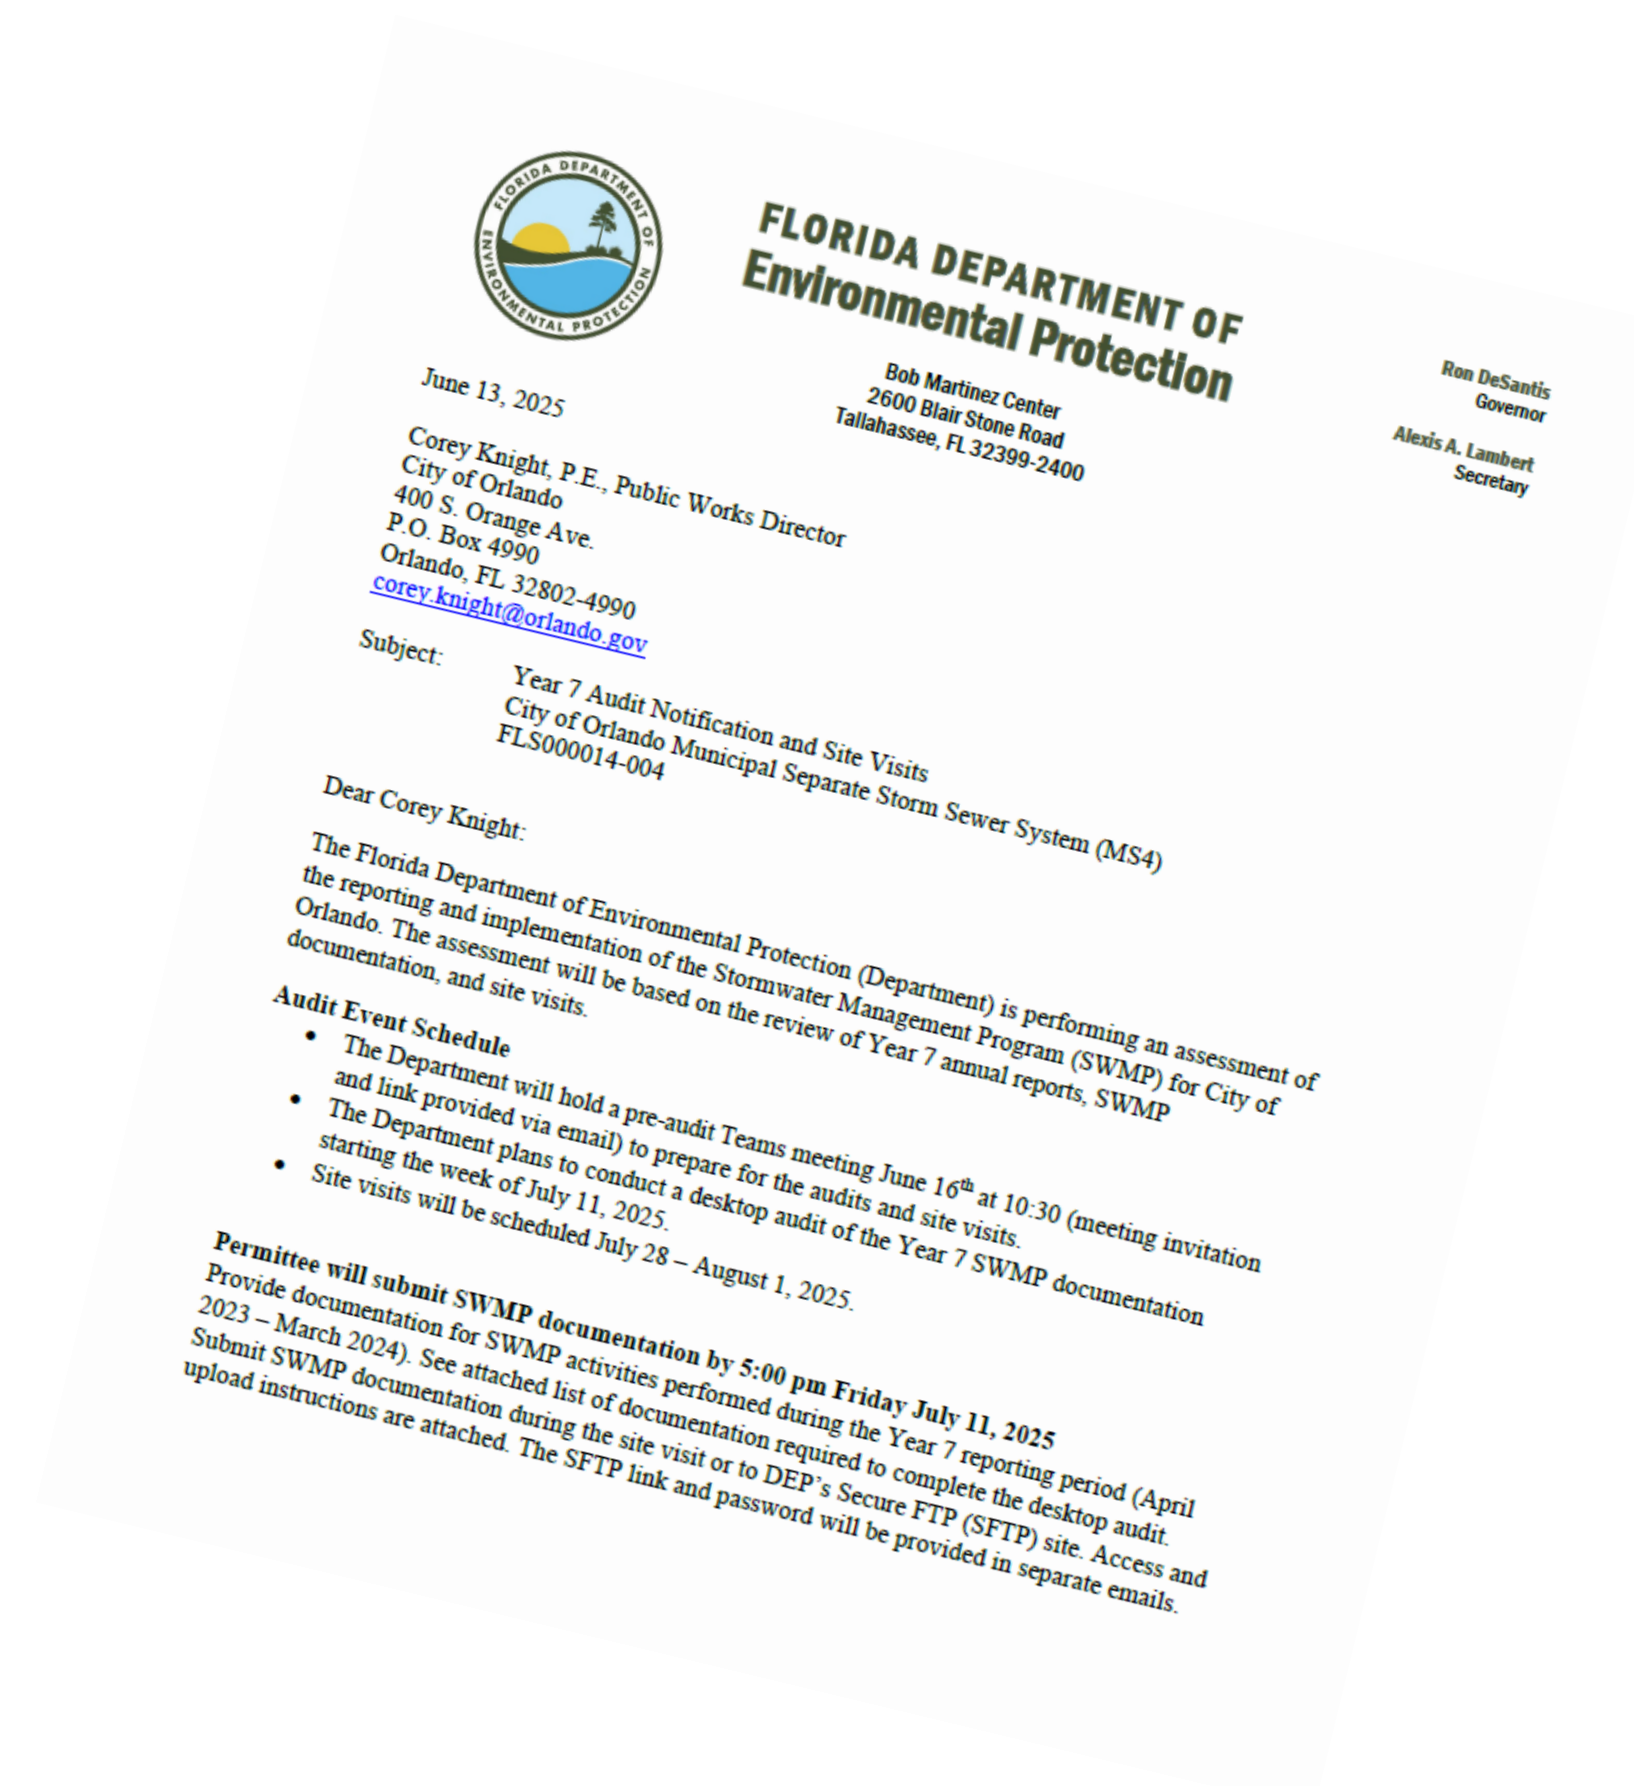 FLORIDA DEPARTMENT OF
ENVIRONMENTAL PROTECTION
FLORIDA DEPARTMENT OF
Environmental Protection
Bob Martinez Center
2600 Blair Stone Road
Tallahassee, FL 32399-2400
Ron DeSantis
Governor
Alexis A. Lambert
Secretary
June 13, 2025
Corey Knight, P.E., Public Works Director
City of Orlando
400 S. Orange Ave.
P.O. Box 4990
Orlando, FL 32802-4990
corey.knight@orlando.gov
Subject: Year 7 Audit Notification and Site Visits
City of Orlando Municipal Separate Storm Sewer System (MS4)
FLS000014-004
Dear Corey Knight:
The Florida Department of Environmental Protection (Department) is performing an assessment of
the reporting and implementation of the Stormwater Management Program (SWMP) for City of
Orlando. The assessment will be based on the review of Year 7 annual reports, SWMP
documentation, and site visits.
Audit Event Schedule
• The Department will hold a pre-audit Teams meeting June 16th at 10:30 (meeting invitation
and link provided via email) to prepare for the audits and site visits.
• The Department plans to conduct a desktop audit of the Year 7 SWMP documentation
starting the week of July 11, 2025.
• Site visits will be scheduled July 28 – August 1, 2025.
Permittee will submit SWMP documentation by 5:00 pm Friday July 11, 2025
Provide documentation for SWMP activities performed during the Year 7 reporting period (April
2023 – March 2024). See attached list of documentation required to complete the desktop audit.
Submit SWMP documentation during the site visit or to DEP’s Secure FTP (SFTP) site. Access and
upload instructions are attached. The SFTP link and password will be provided in separate emails.